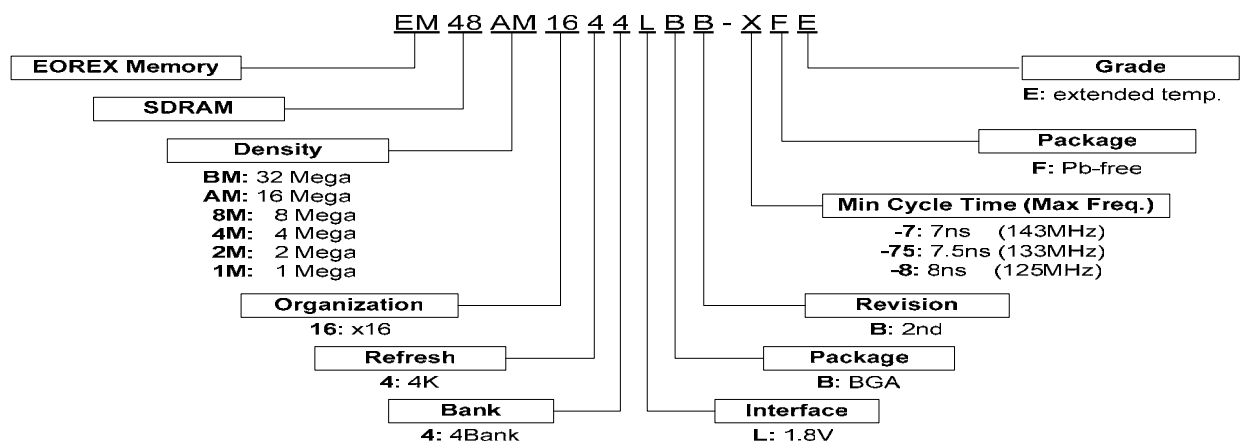 EM 48 AM 16 4 4 L B B - X F E
EOREX Memory
SDRAM
Density
BM: 32 Mega
AM: 16 Mega
8M: 8 Mega
4M: 4 Mega
2M: 2 Mega
1M: 1 Mega
Organization
16: x16
Refresh
4: 4K
Bank
4: 4Bank
Grade
E: extended temp.
Package
F: Pb-free
Min Cycle Time (Max Freq.)
-7: 7ns (143MHz)
-75: 7.5ns (133MHz)
-8: 8ns (125MHz)
Revision
B: 2nd
Package
B: BGA
Interface
L: 1.8V